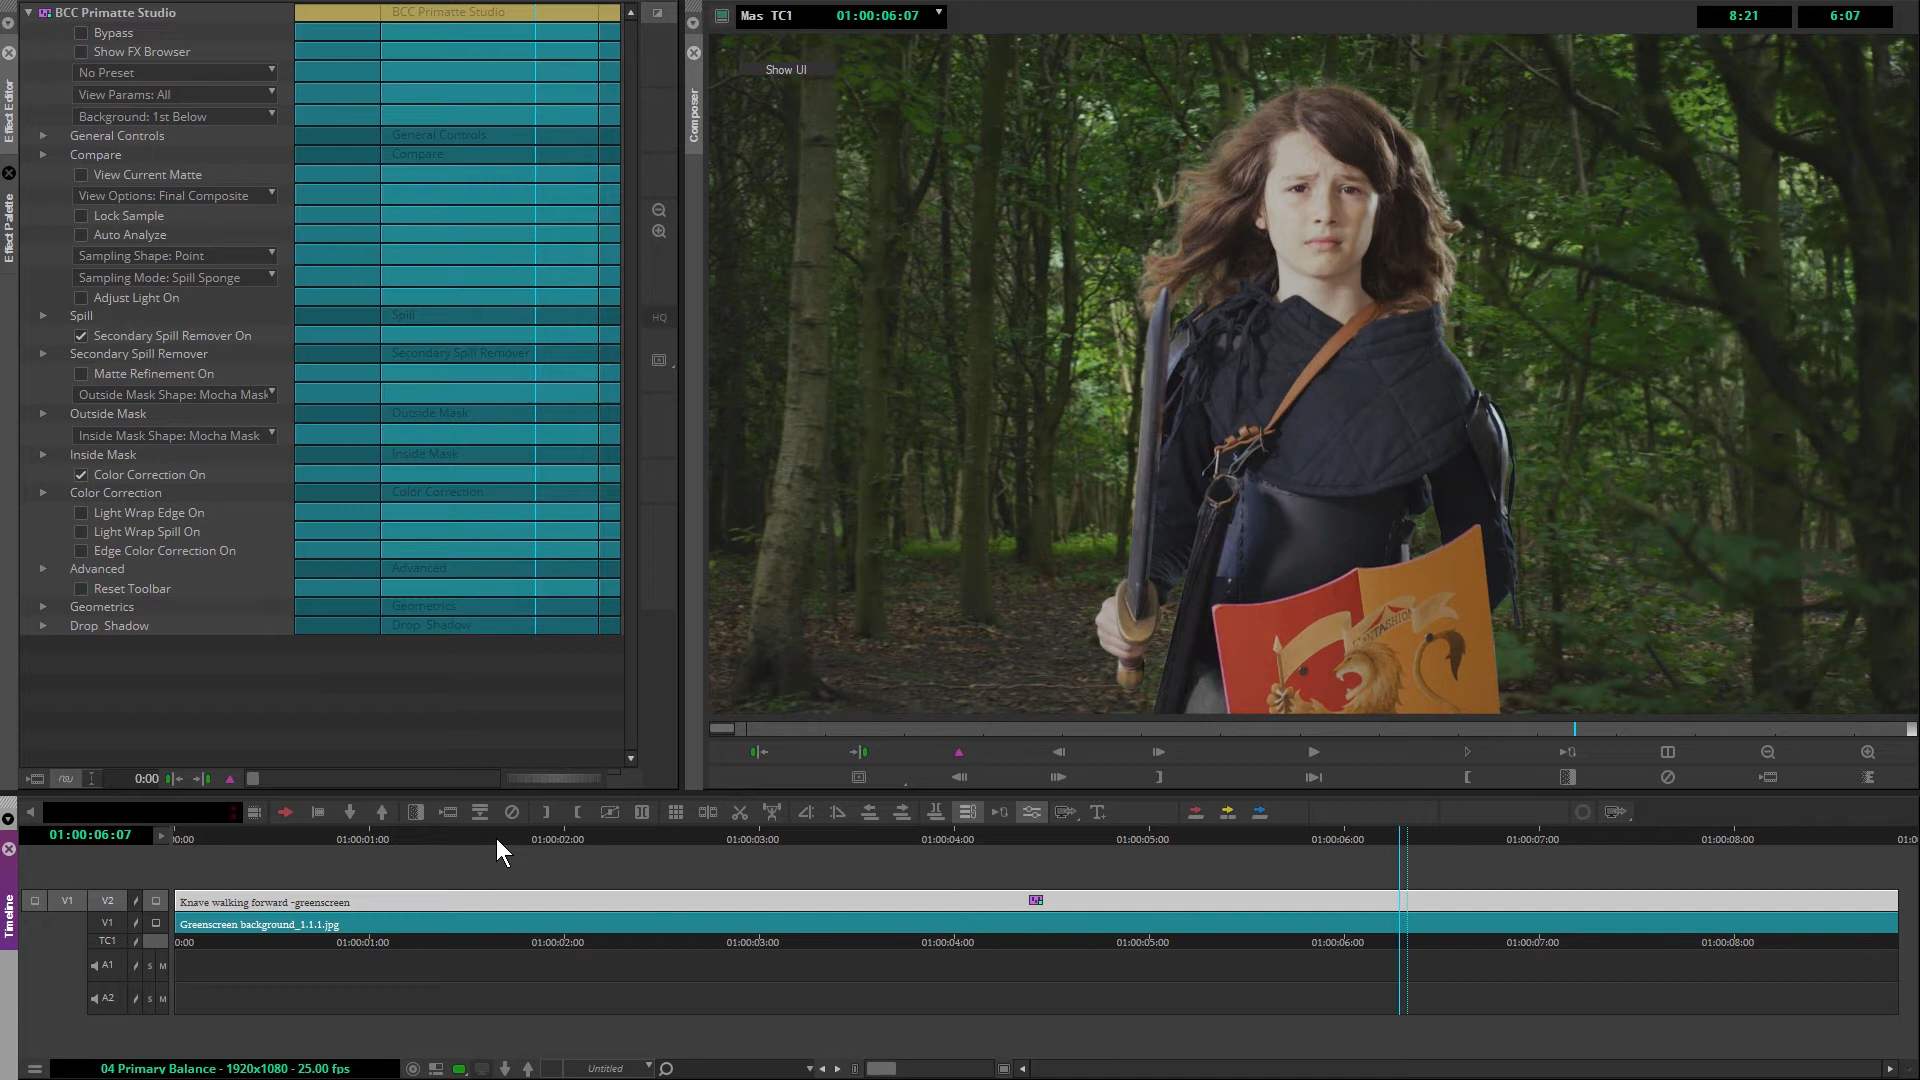 BCC Primatte Studio
BCC Primatte Studio
Bypass
Show FX Browser
No Preset
View Params: All
Background: 1st Below
General Controls
General Controls
Compare
Compare
View Current Matte
View Options: Final Composite
Lock Sample
Auto Analyze
Sampling Shape: Point
Sampling Mode: Spill Sponge
Adjust Light On
Spill
Spill
Secondary Spill Remover On
Secondary Spill Remover
Secondary Spill Remover
Matte Refinement On
Outside Mask Shape: Mocha Mask
Outside Mask
Outside Mask
Inside Mask Shape: Mocha Mask
Inside Mask
Inside Mask
Color Correction On
Color Correction
Color Correction
Light Wrap Edge On
Light Wrap Spill On
Edge Color Correction On
Advanced
Advanced
Reset Toolbar
Geometrics
Geometrics
Drop Shadow
Drop Shadow
0:00
Effect Editor
Effect Palette
HQ
Composer
Mas TC1
01:00:06:07
8:21
6:07
Show UI
Timeline
01:00:06:07
0:00
01:00:01:00
01:00:02:00
01:00:03:00
01:00:04:00
01:00:05:00
01:00:06:00
01:00:07:00
01:00:08:00
01:0
V1
V2
Knave walking forward -greenscreen
V1
Greenscreen background_1.1.1.jpg
TC1
0:00
01:00:01:00
01:00:02:00
01:00:03:00
01:00:04:00
01:00:05:00
01:00:06:00
01:00:07:00
01:00:08:00
A1
S
M
A2
S
M
04 Primary Balance - 1920x1080 - 25.00 fps
Untitled